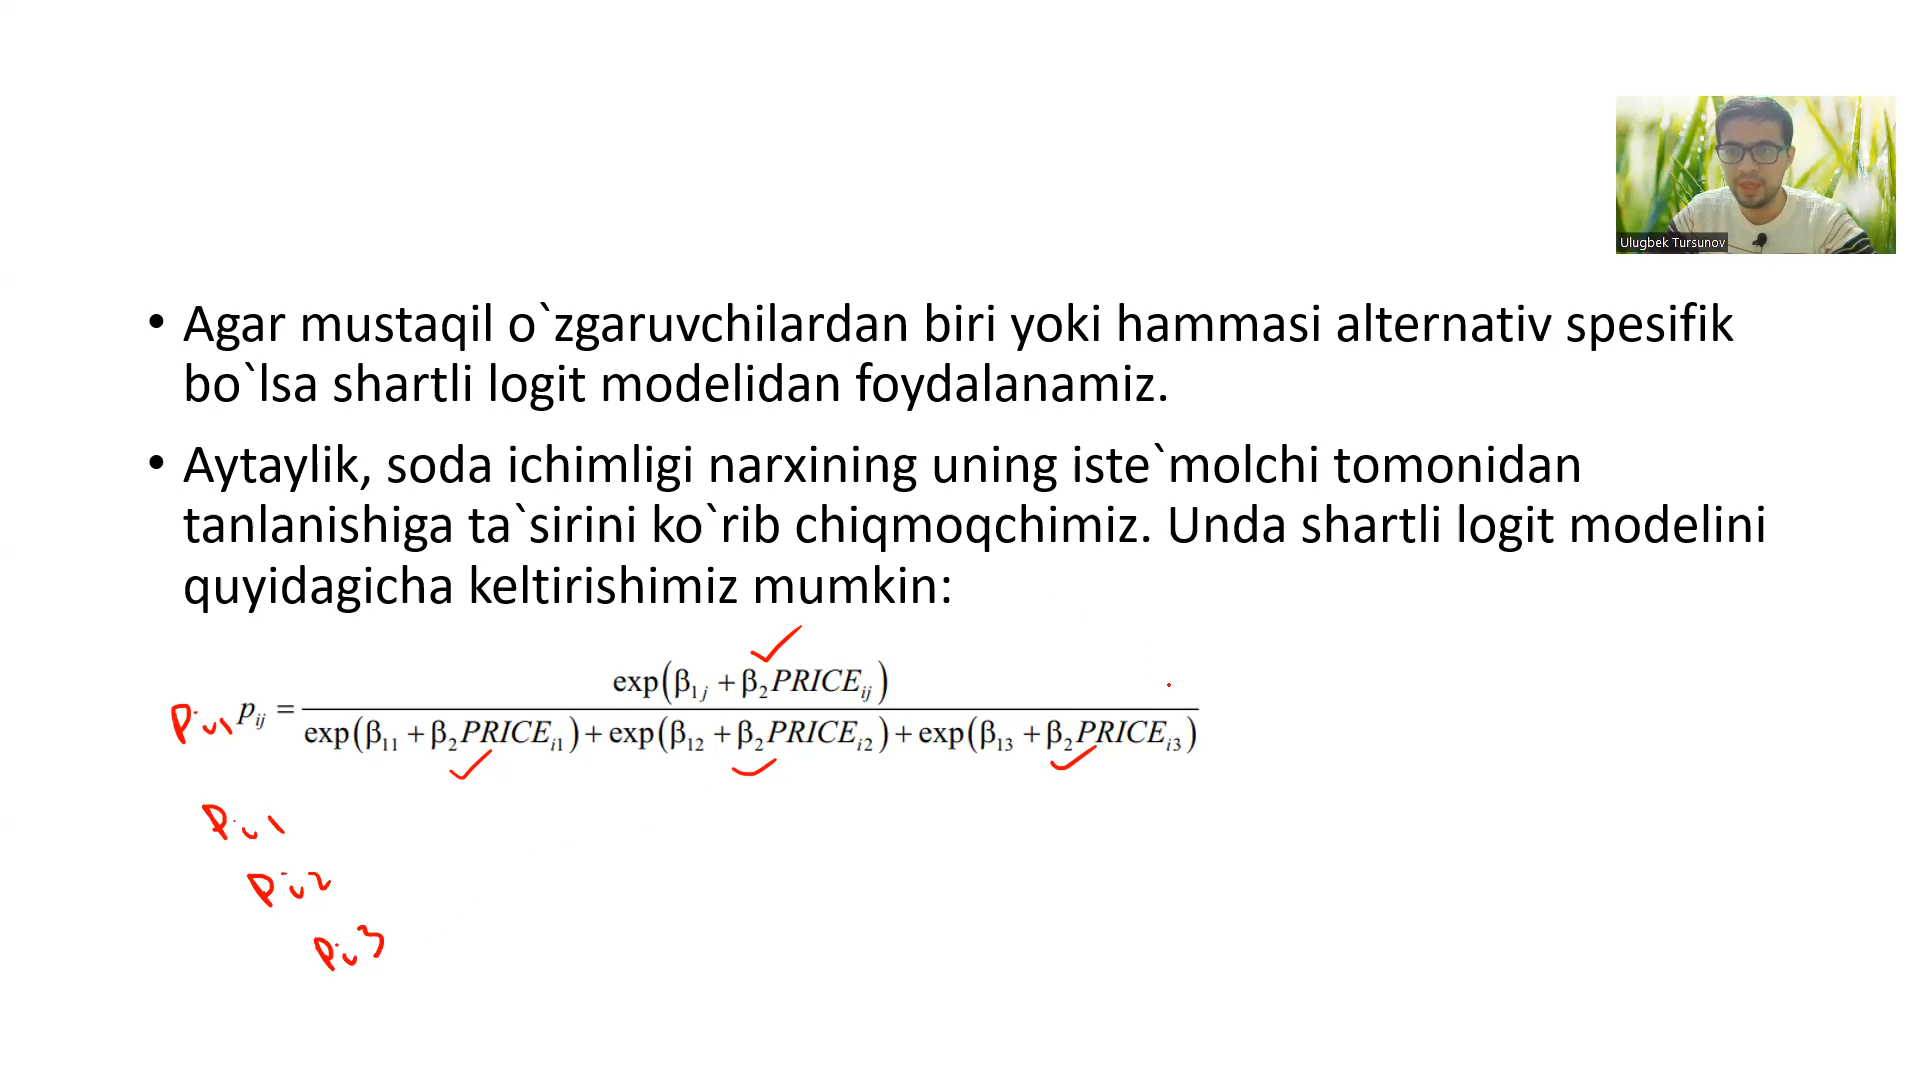 Ulugbek Tursunov
• Agar mustaqil o`zgaruvchilardan biri yoki hammasi alternativ spesifik
bo`lsa shartli logit modelidan foydalanamiz.
• Aytaylik, soda ichimligi narxining uning iste`molchi tomonidan
tanlanishiga ta`sirini ko`rib chiqmoqchimiz. Unda shartli logit modelini
quyidagicha keltirishimiz mumkin:
exp(β₁ⱼ + β₂PRICEᵢⱼ)
Pi1 pᵢⱼ =
exp(β₁₁ + β₂PRICEᵢ₁) + exp(β₁₂ + β₂PRICEᵢ₂) + exp(β₁₃ + β₂PRICEᵢ₃)
Pi1
Pi2
Pi3